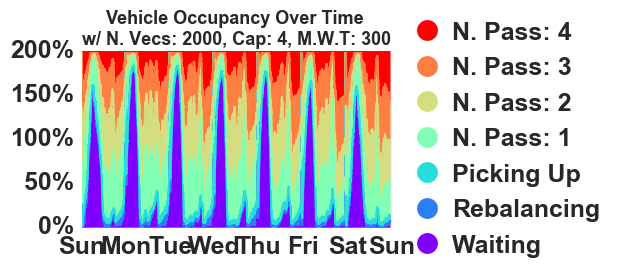 Vehicle Occupancy Over Time
w/ N. Vecs: 2000, Cap: 4, M.W.T: 300
200%
150%
100%
50%
0%
Sun Mon Tue Wed Thu Fri Sat Sun
N. Pass: 4
N. Pass: 3
N. Pass: 2
N. Pass: 1
Picking Up
Rebalancing
Waiting